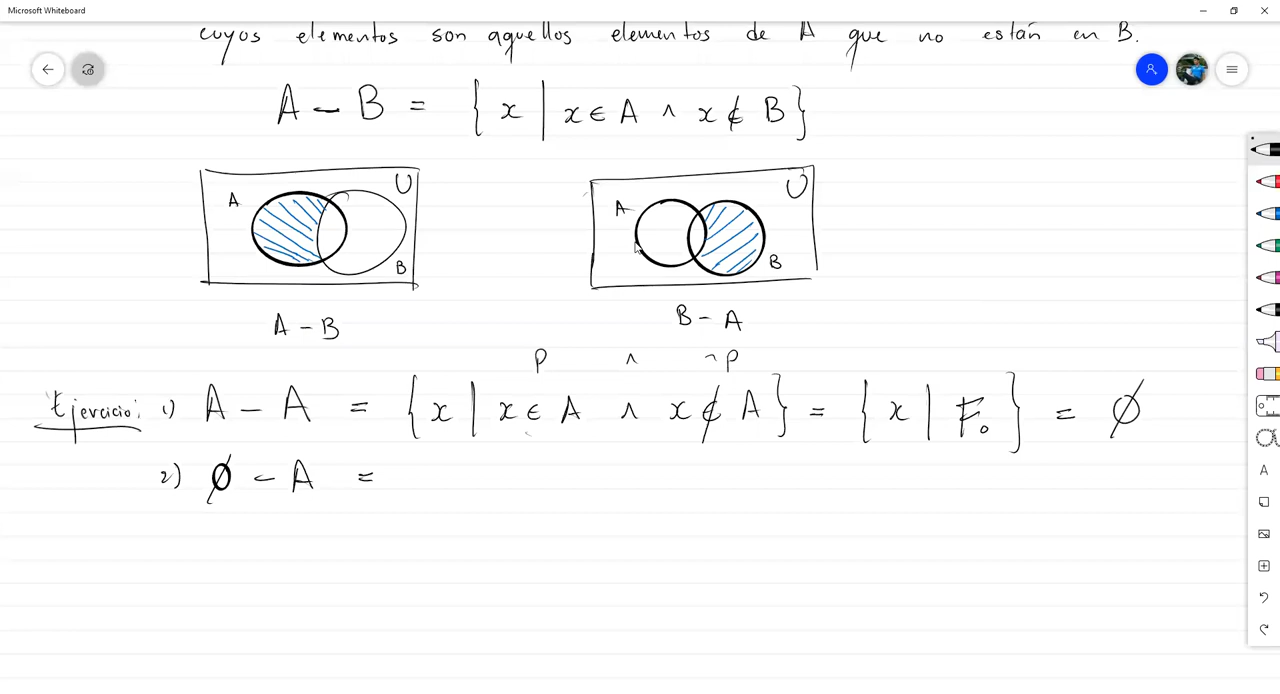 Microsoft Whiteboard
cuyos elementos son aquellos elementos de A que no están en B.
A - B = { x | x ∈ A ∧ x ∉ B }
A U B
A U B
A - B
B - A
p ∧ ¬p
Ejercicio: 1) A - A = { x | x ∈ A ∧ x ∉ A } = { x | F₀ } = ∅
2) ∅ - A =
A